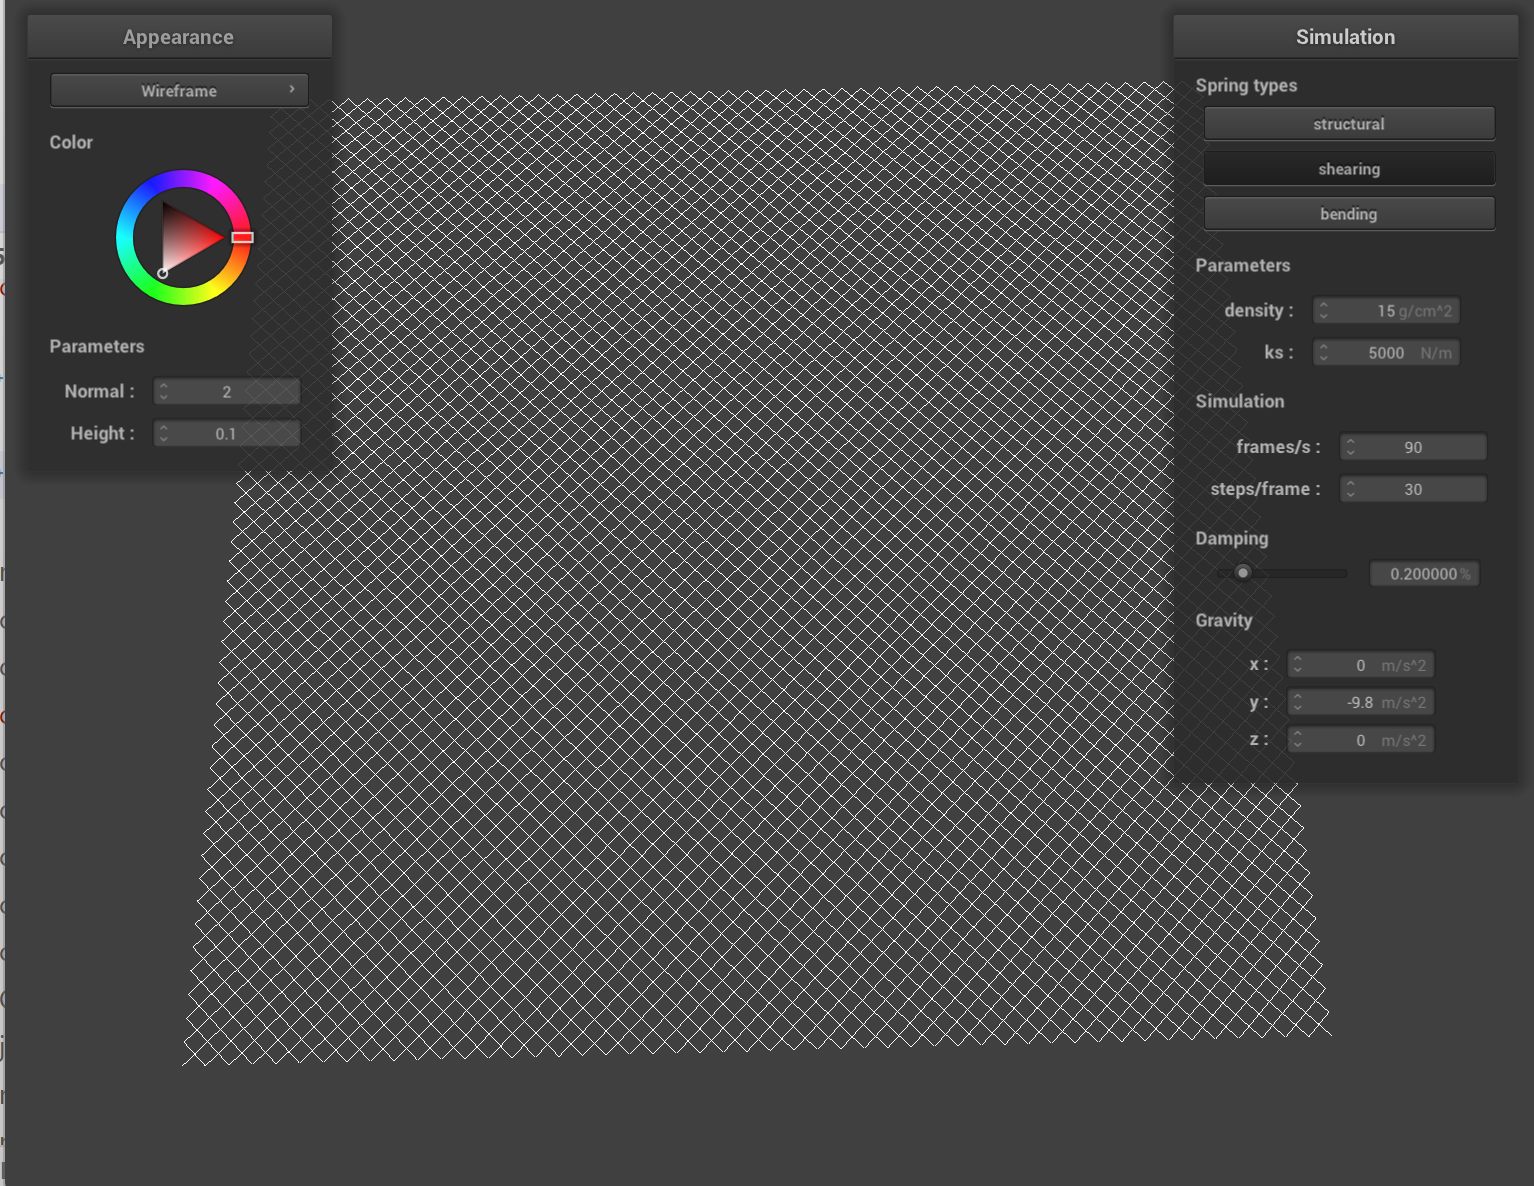 Appearance
Wireframe
Color
Parameters
Normal : 2
Height : 0.1
Simulation
Spring types
structural
shearing
bending
Parameters
density : 15 g/cm^2
ks : 5000 N/m
Simulation
frames/s : 90
steps/frame : 30
Damping
0.200000 %
Gravity
x : 0 m/s^2
y : -9.8 m/s^2
z : 0 m/s^2